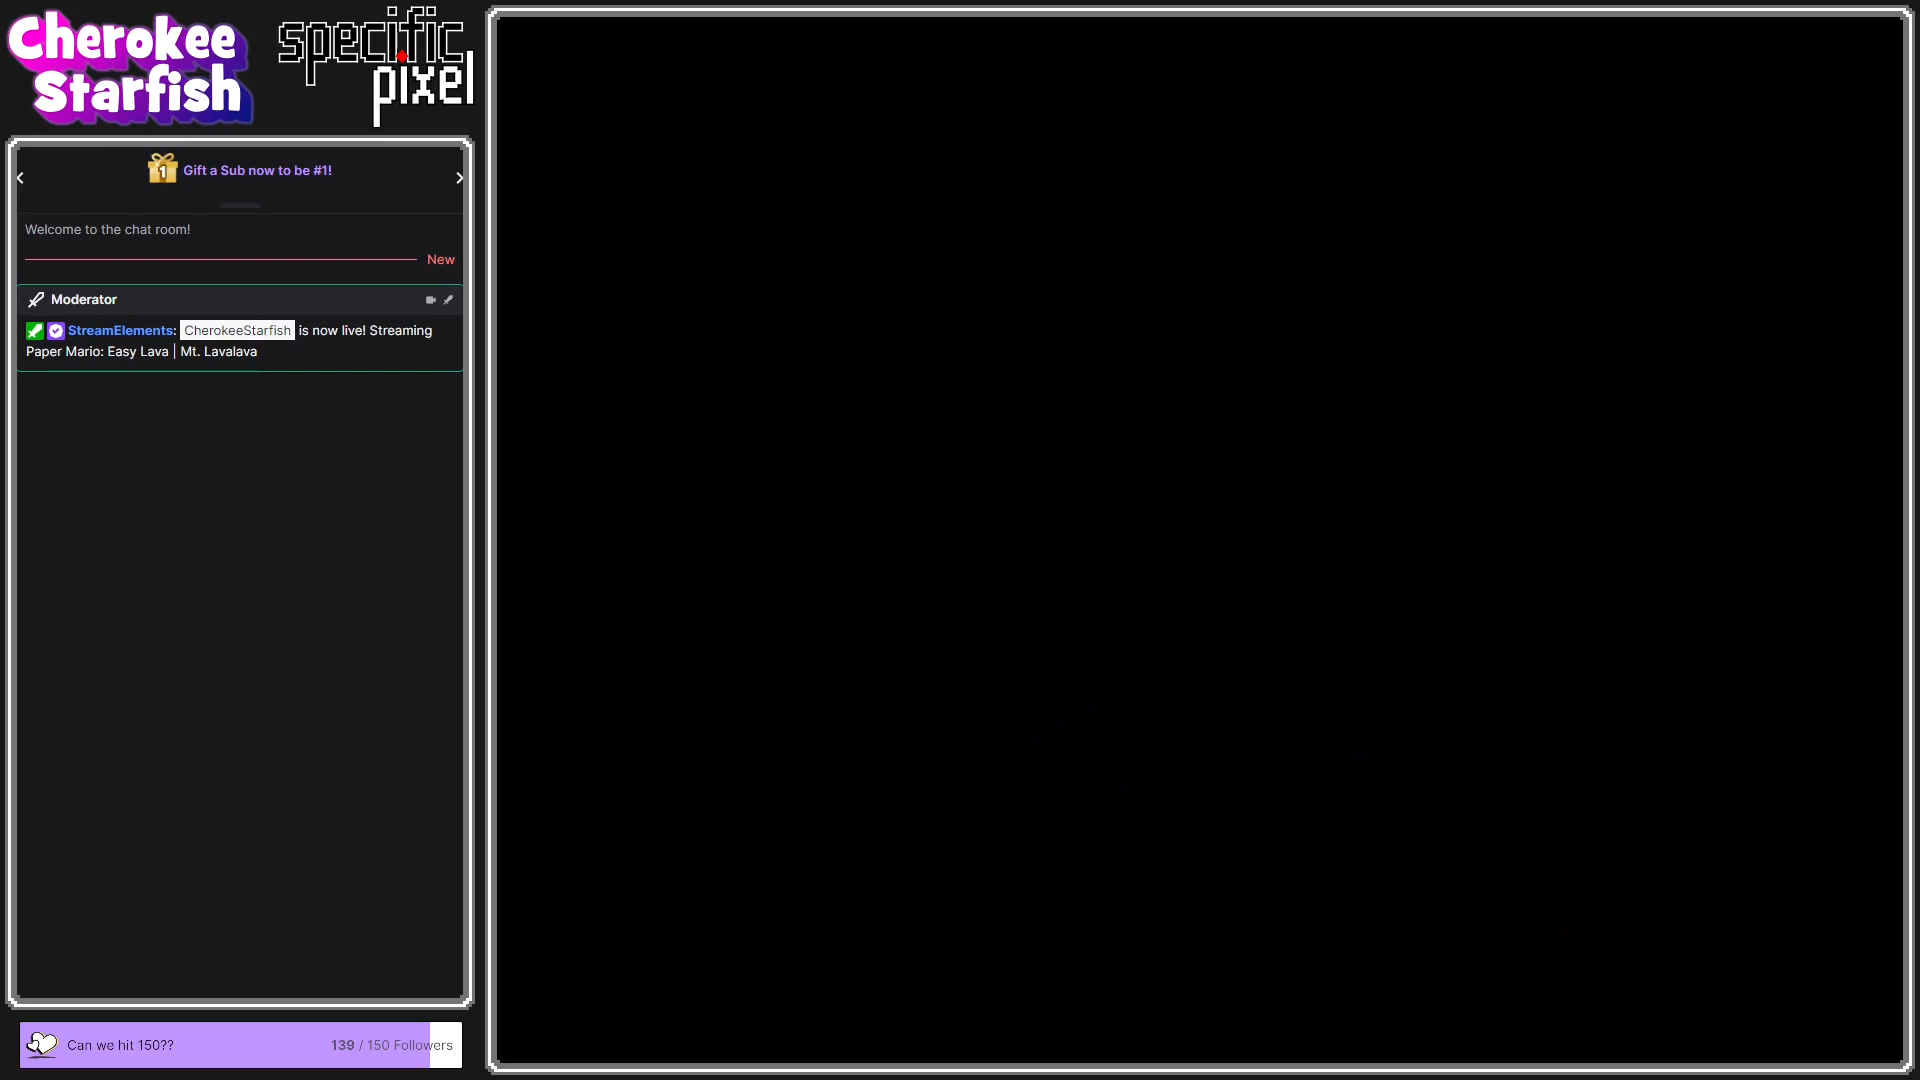 Cherokee
Starfish
specific
pixel
1 Gift a Sub now to be #1!
Welcome to the chat room!
New
Moderator
StreamElements: CherokeeStarfish is now live! Streaming
Paper Mario: Easy Lava | Mt. Lavalava
Can we hit 150?? 139 / 150 Followers